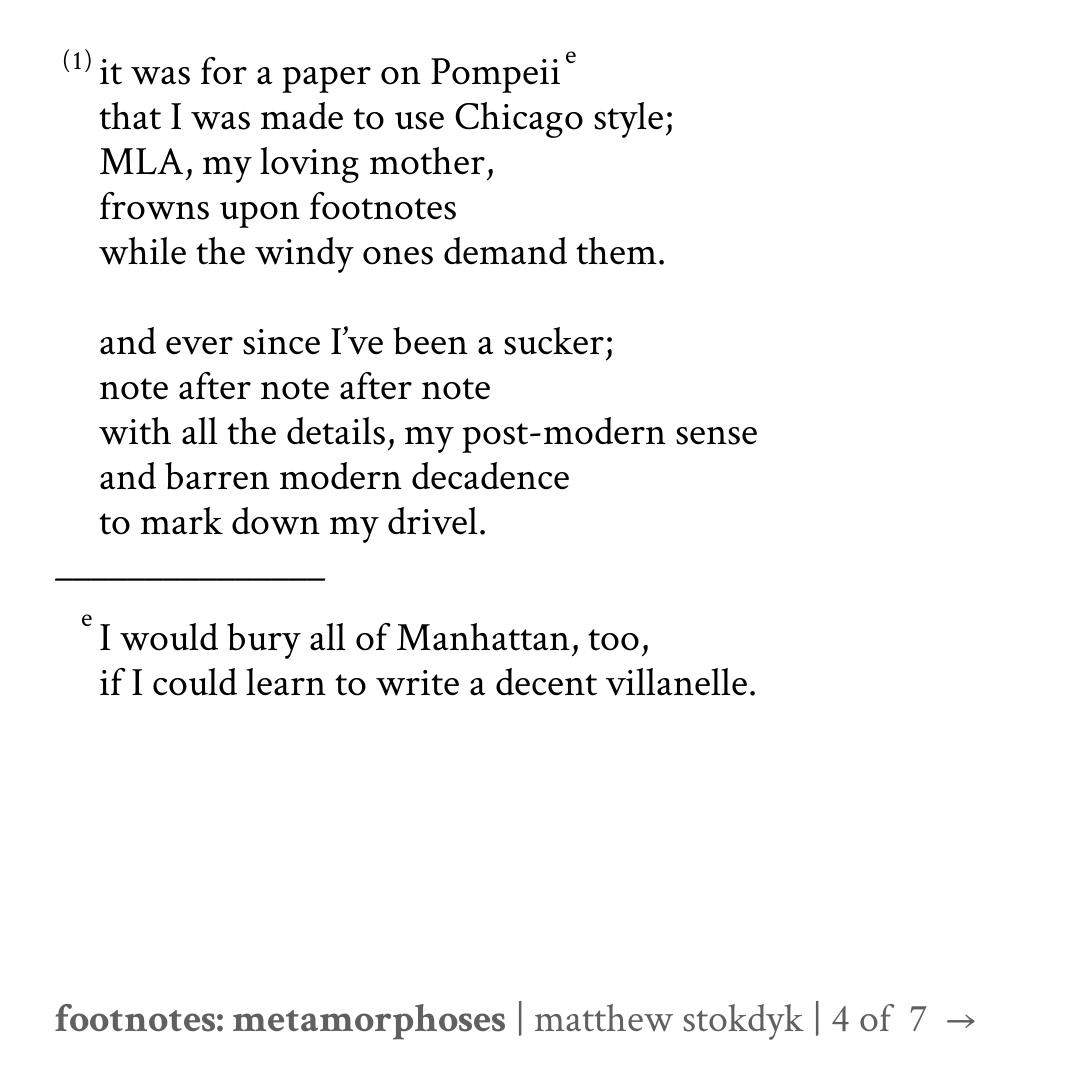 (1) it was for a paper on Pompeii e
that I was made to use Chicago style;
MLA, my loving mother,
frowns upon footnotes
while the windy ones demand them.
and ever since I’ve been a sucker;
note after note after note
with all the details, my post-modern sense
and barren modern decadence
to mark down my drivel.
e I would bury all of Manhattan, too,
if I could learn to write a decent villanelle.
footnotes: metamorphoses | matthew stokdyk | 4 of 7 →